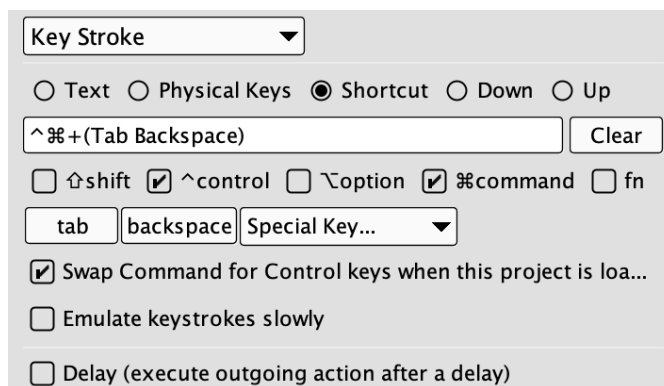 Key Stroke
Text Physical Keys Shortcut Down Up
^⌘+(Tab Backspace) Clear
⇧shift ^control ⌥option ⌘command fn
tab backspace Special Key...
Swap Command for Control keys when this project is loa...
Emulate keystrokes slowly
Delay (execute outgoing action after a delay)